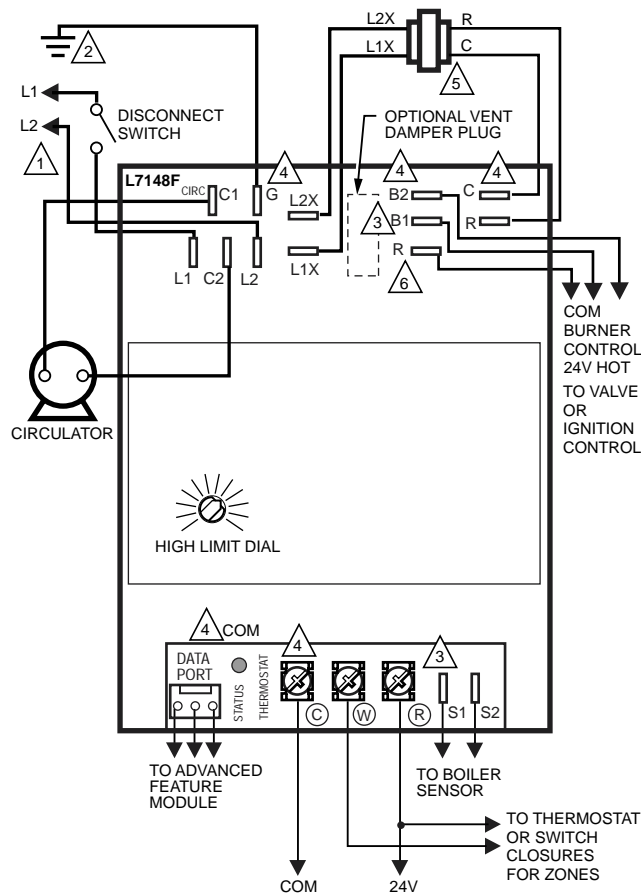 2
L2X
R
L1X
C
5
L1
L2
1
DISCONNECT
SWITCH
OPTIONAL VENT
DAMPER PLUG
L7148F
CIRC
C1
G
4
L2X
4
B2
4
C
3
B1
R
L1
C2
L2
L1X
R
6
COM
BURNER
CONTROL
24V HOT
TO VALVE
OR
IGNITION
CONTROL
CIRCULATOR
HIGH LIMIT DIAL
4
COM
4
3
DATA
PORT
STATUS
THERMOSTAT
C
W
R
S1
S2
TO ADVANCED
FEATURE
MODULE
TO BOILER
SENSOR
TO THERMOSTAT
OR SWITCH
CLOSURES
FOR ZONES
COM
24V